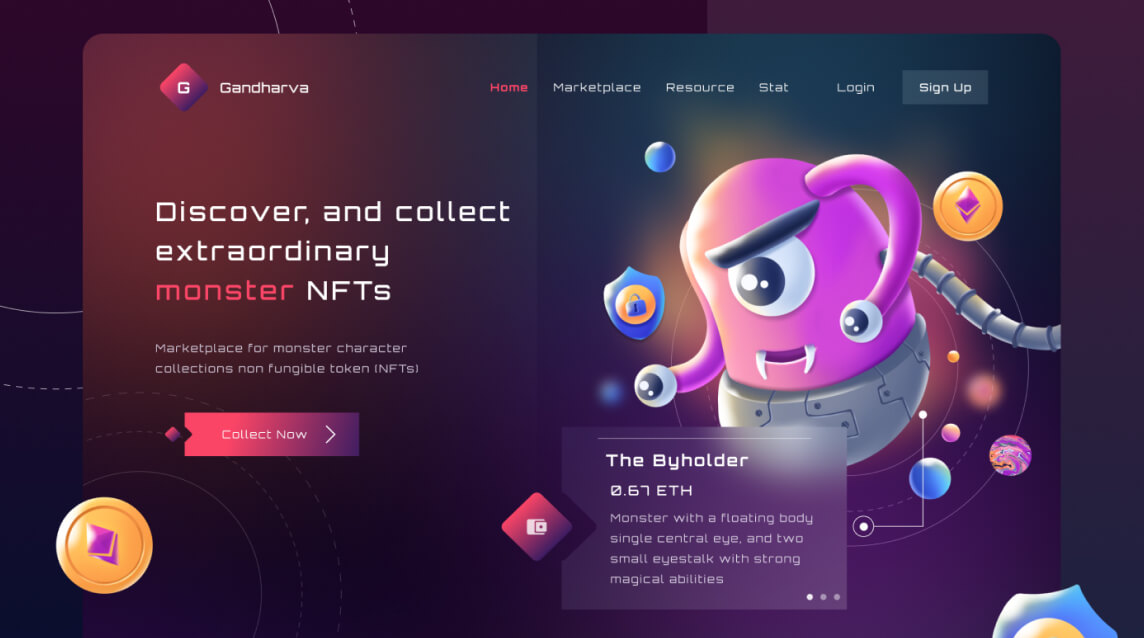 G Gandharva
Home Marketplace Resource Stat Login Sign Up
Discover, and collect
extraordinary
monster NFTs
Marketplace for monster character
collections non fungible token (NFTs)
Collect Now
The Byholder
0.67 ETH
Monster with a floating body
single central eye, and two
small eyestalk with strong
magical abilities